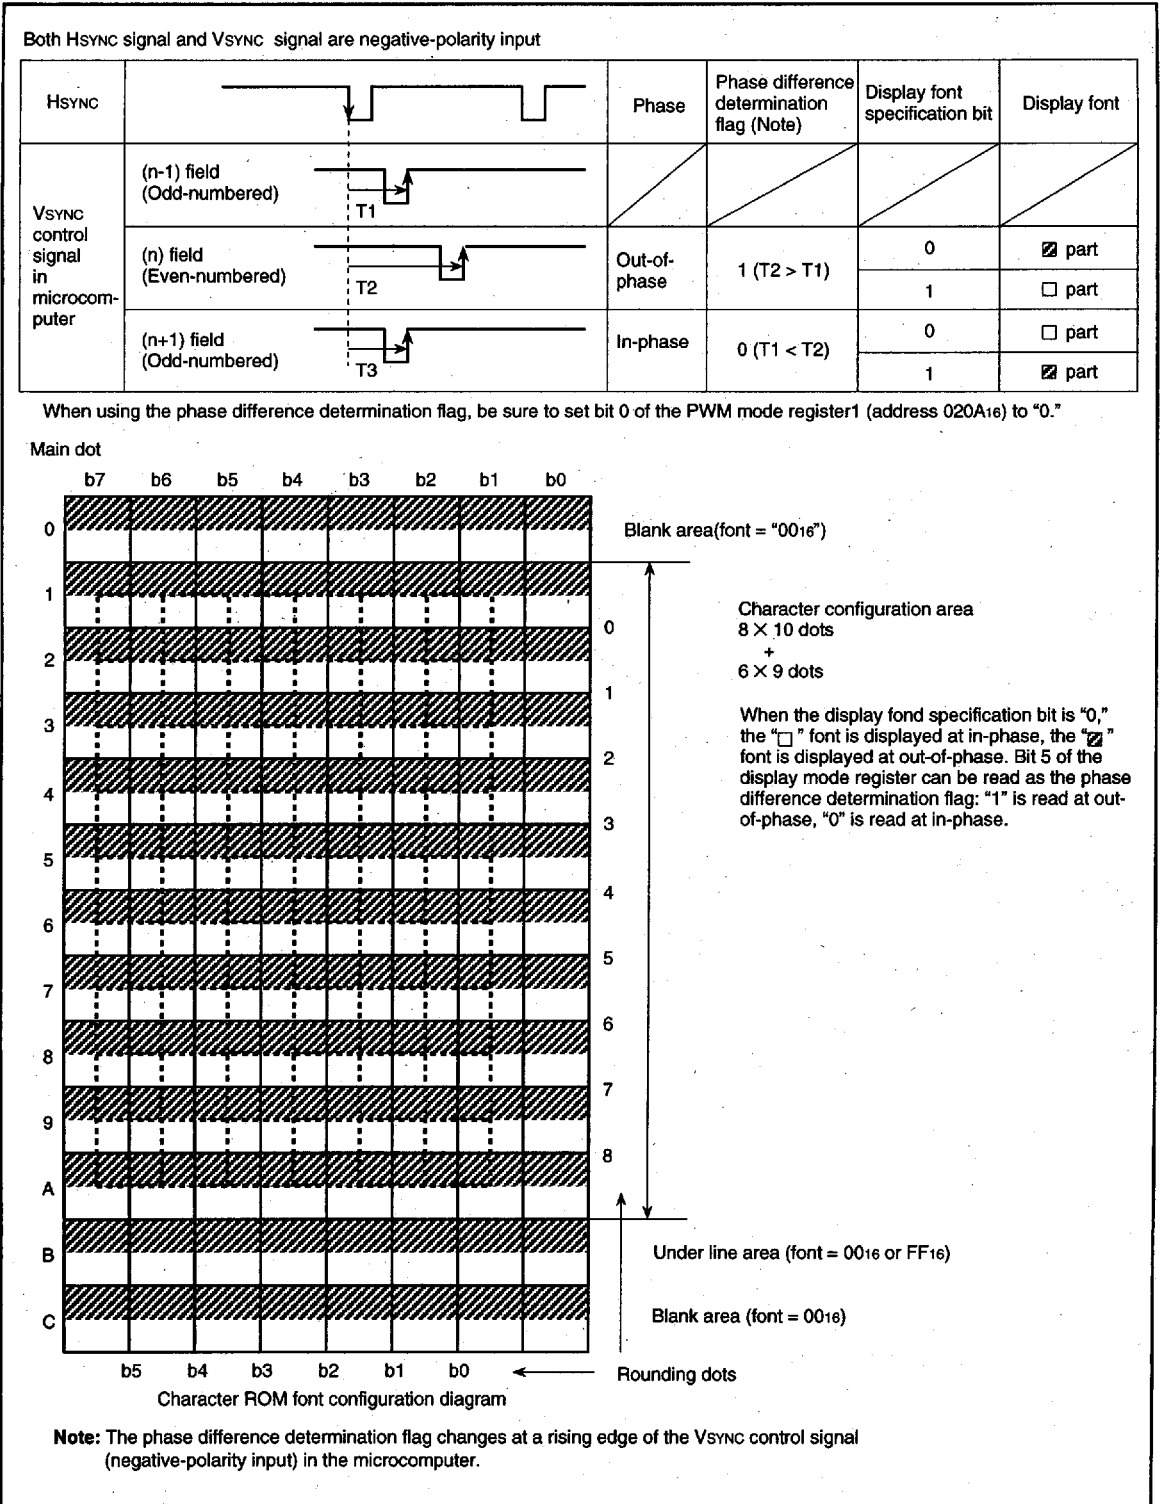 Both HSYNC signal and VSYNC signal are negative-polarity input
HSYNC
Phase
Phase difference
determination
flag (Note)
Display font
specification bit
Display font
VSYNC
control
signal
in
microcom-
puter
(n-1) field
(Odd-numbered)
T1
(n) field
(Even-numbered)
T2
Out-of-
phase
1 (T2 > T1)
0
part
1
part
(n+1) field
(Odd-numbered)
T3
In-phase
0 (T1 < T2)
0
part
1
part
When using the phase difference determination flag, be sure to set bit 0 of the PWM mode register1 (address 020A16) to “0.”
Main dot
b7 b6 b5 b4 b3 b2 b1 b0
0
1
2
3
4
5
6
7
8
9
A
B
C
0
1
2
3
4
5
6
7
8
Blank area(font = “0016”)
Character configuration area
8 × 10 dots
+
6 × 9 dots
When the display fond specification bit is “0,”
the “□ ” font is displayed at in-phase, the “▨ ”
font is displayed at out-of-phase. Bit 5 of the
display mode register can be read as the phase
difference determination flag: “1” is read at out-
of-phase, “0” is read at in-phase.
Under line area (font = 0016 or FF16)
Blank area (font = 0016)
b5 b4 b3 b2 b1 b0
Rounding dots
Character ROM font configuration diagram
Note: The phase difference determination flag changes at a rising edge of the VSYNC control signal
(negative-polarity input) in the microcomputer.